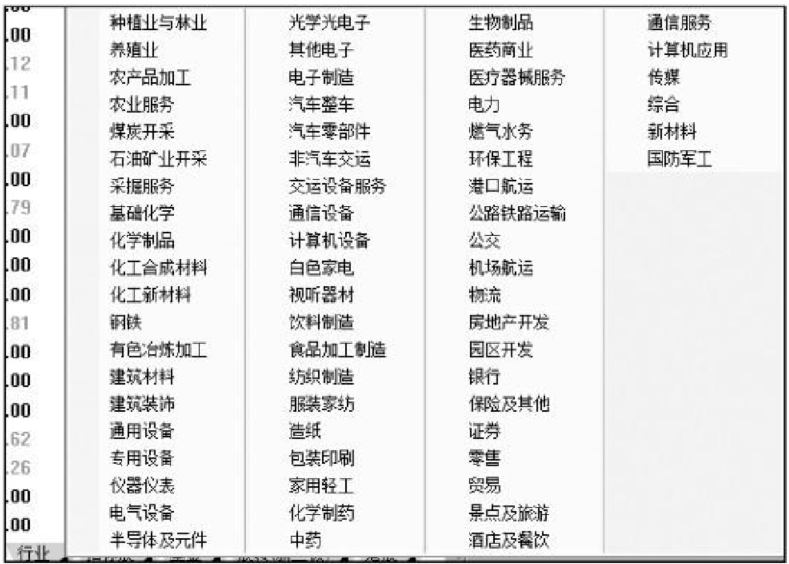 .00
.12
.11
.00
.07
.00
.79
.00
.00
.00
.81
.00
.00
.00
.62
.26
.00
.00
种植业与林业
养殖业
农产品加工
农业服务
煤炭开采
石油矿业开采
采掘服务
基础化学
化学制品
化工合成材料
化工新材料
钢铁
有色冶炼加工
建筑材料
建筑装饰
通用设备
专用设备
仪器仪表
电气设备
半导体及元件
光学光电子
其他电子
电子制造
汽车整车
汽车零部件
非汽车交运
交运设备服务
通信设备
计算机设备
白色家电
视听器材
饮料制造
食品加工制造
纺织制造
服装家纺
造纸
包装印刷
家用轻工
化学制药
中药
生物制品
医药商业
医疗器械服务
电力
燃气水务
环保工程
港口航运
公路铁路运输
公交
机场航运
物流
房地产开发
园区开发
银行
保险及其他
证券
零售
贸易
景点及旅游
酒店及餐饮
通信服务
计算机应用
传媒
综合
新材料
国防军工
行业